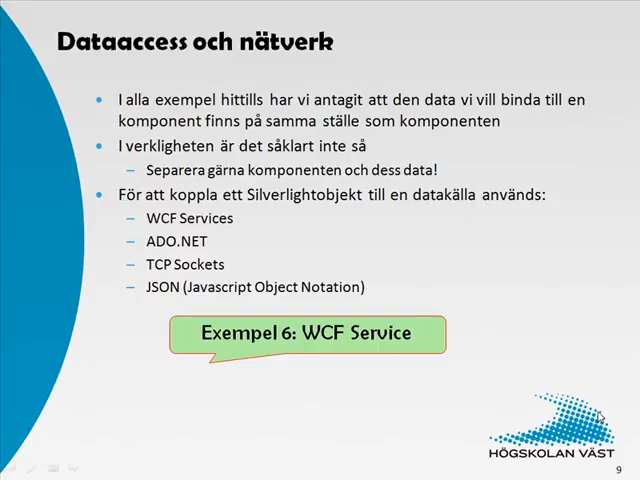 Dataaccess och nätverk
I alla exempel hittills har vi antagit att den data vi vill binda till en
komponent finns på samma ställe som komponenten
I verkligheten är det såklart inte så
– Separera gärna komponenten och dess data!
För att koppla ett Silverlightobjekt till en datakälla används:
– WCF Services
– ADO.NET
– TCP Sockets
– JSON (Javascript Object Notation)
Exempel 6: WCF Service
HÖGSKOLAN VÄST
9